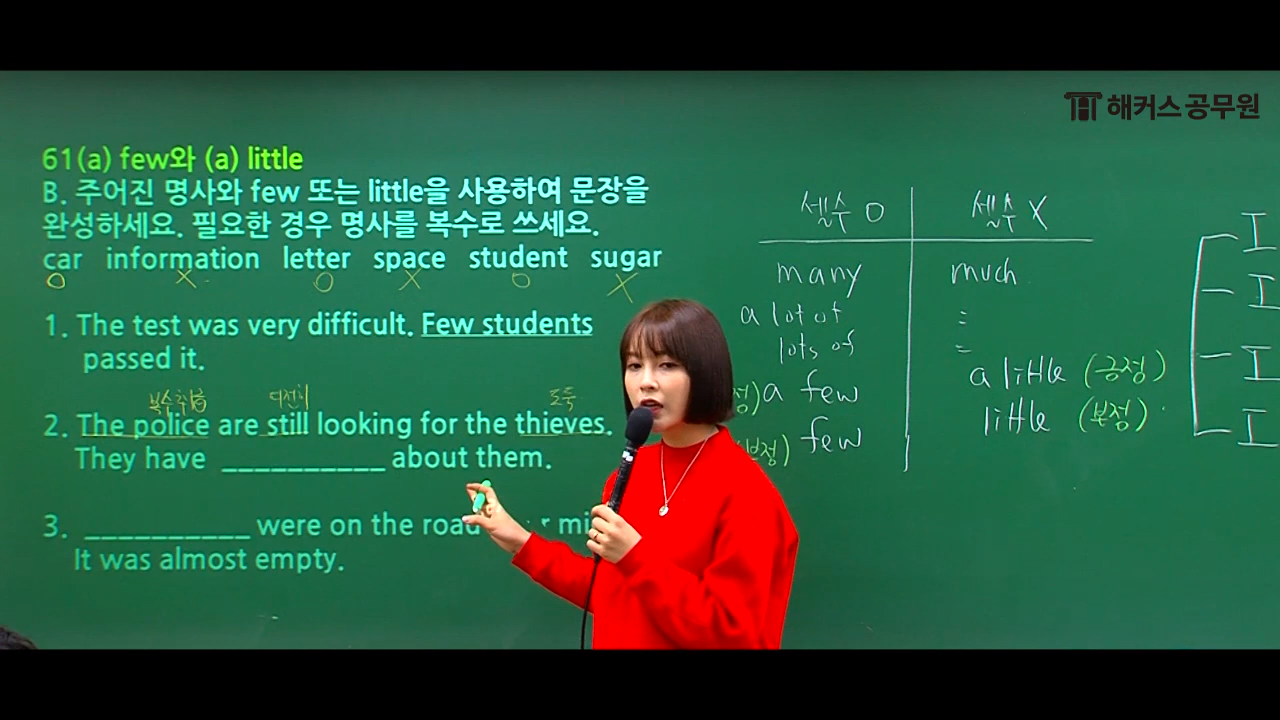 해커스 공무원
61(a) few와 (a) little
B. 주어진 명사와 few 또는 little을 사용하여 문장을
완성하세요. 필요한 경우 명사를 복수로 쓰세요.
car information letter space student sugar
O X O X O X
1. The test was very difficult. Few students
passed it.
복수취급 여전히 도둑
2. The police are still looking for the thieves.
They have __________ about them.
3. __________ were on the road
It was almost empty.
셀수 O
many
a lot of
lots of
a few
few
셀수 X
much
=
=
a little (긍정)
little (부정)